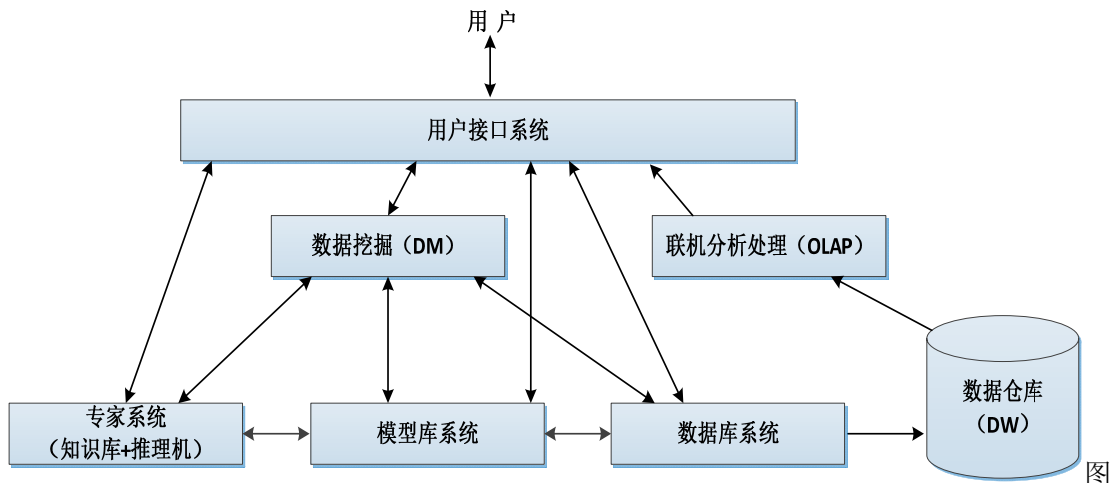 用 户
用户接口系统
数据挖掘（DM）
联机分析处理（OLAP）
专家系统
（知识库+推理机）
模型库系统
数据库系统
数据仓库
（DW）
图